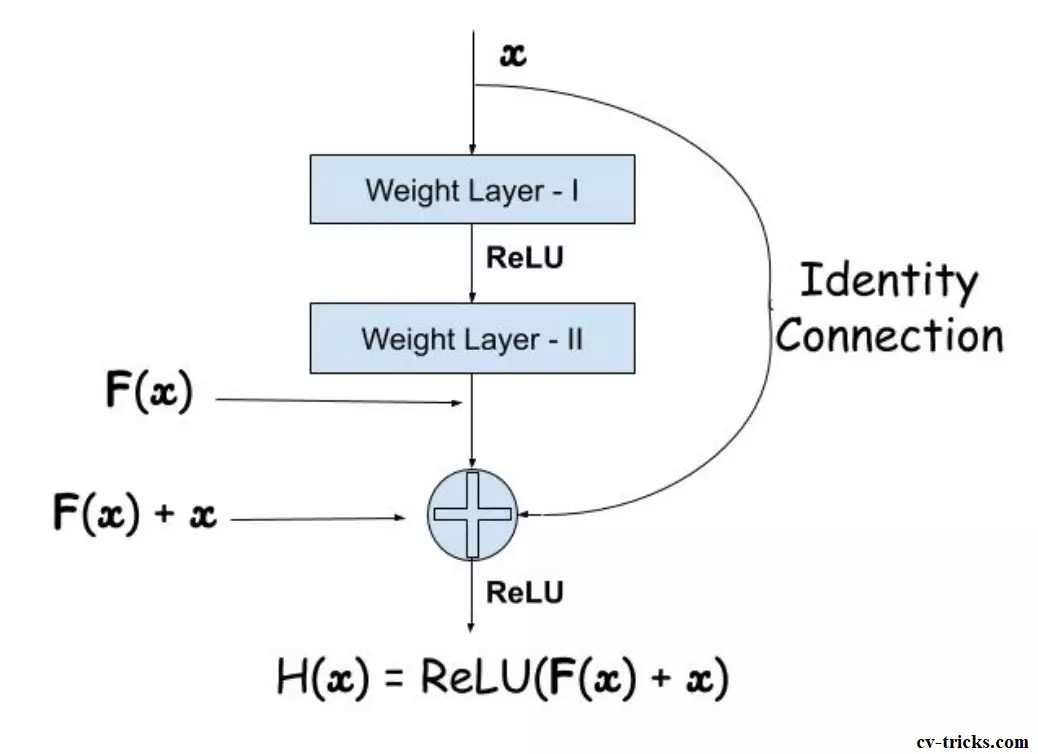 x
Weight Layer - I
ReLU
Identity
Connection
Weight Layer - II
F(x)
F(x) + x
ReLU
H(x) = ReLU(F(x) + x)
cv-tricks.com